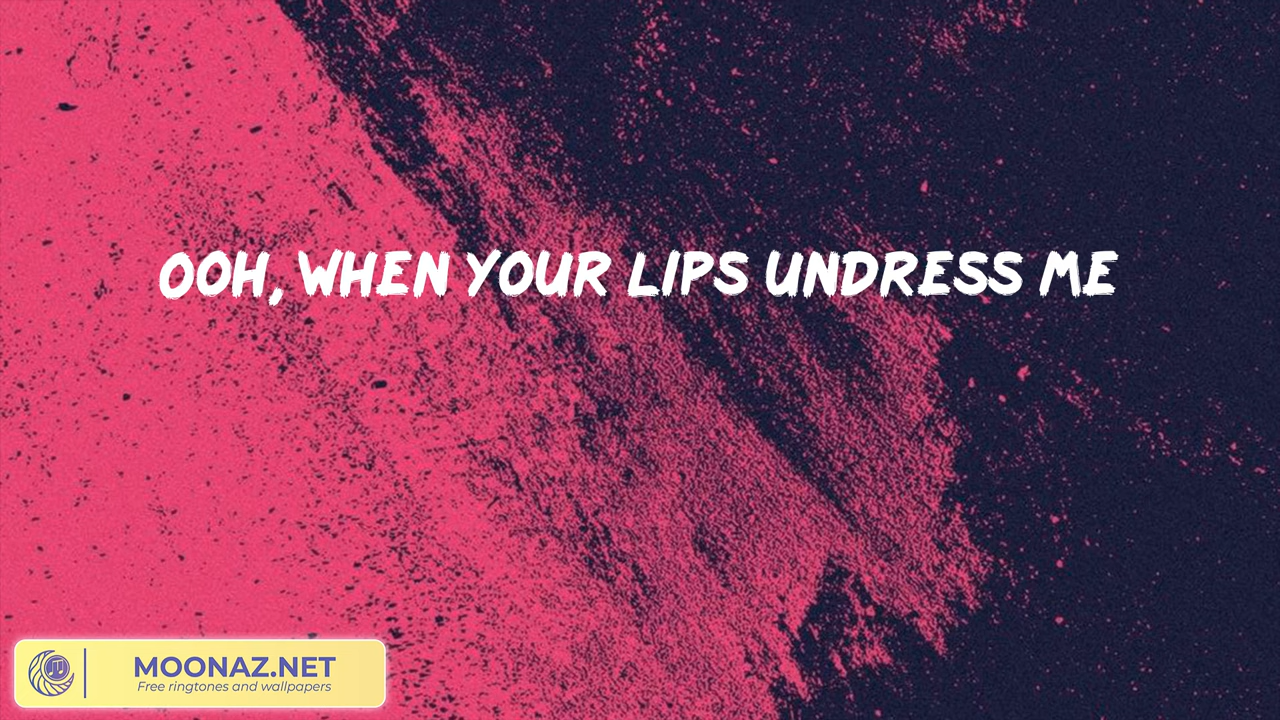 OOH, WHEN YOUR LIPS UNDRESS ME
MOONAZ.NET
Free ringtones and wallpapers